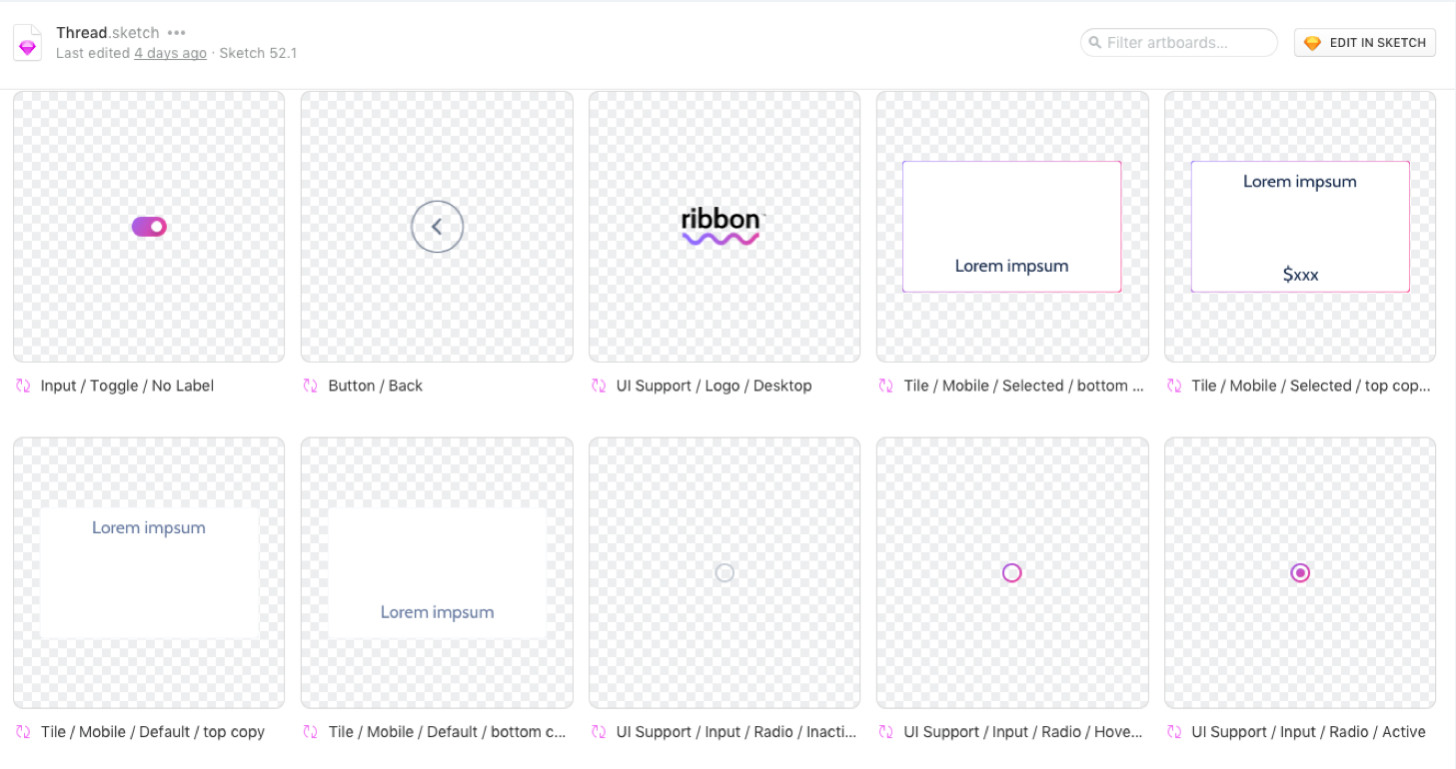 Thread.sketch •••
Last edited 4 days ago · Sketch 52.1
Filter artboards...
EDIT IN SKETCH
ribbon
Lorem impsum
Lorem impsum
$xxx
Input / Toggle / No Label
Button / Back
UI Support / Logo / Desktop
Tile / Mobile / Selected / bottom ...
Tile / Mobile / Selected / top cop...
Lorem impsum
Lorem impsum
Tile / Mobile / Default / top copy
Tile / Mobile / Default / bottom c...
UI Support / Input / Radio / Inacti...
UI Support / Input / Radio / Hove...
UI Support / Input / Radio / Active